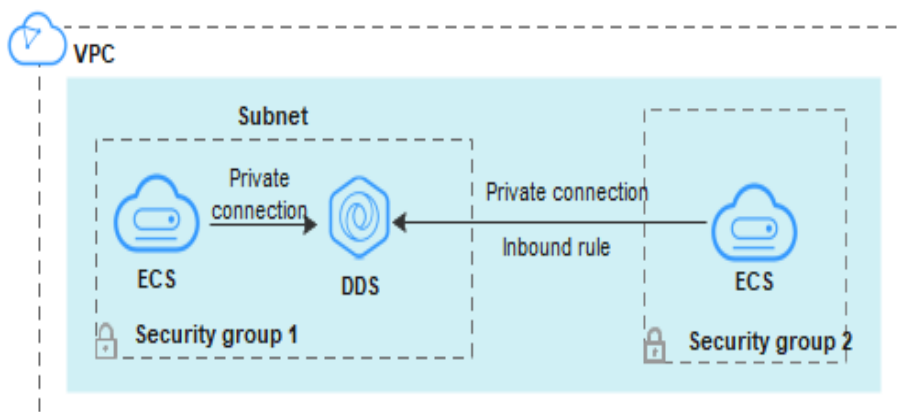 VPC
Subnet
Private
connection
Private connection
Inbound rule
ECS
DDS
ECS
Security group 1
Security group 2